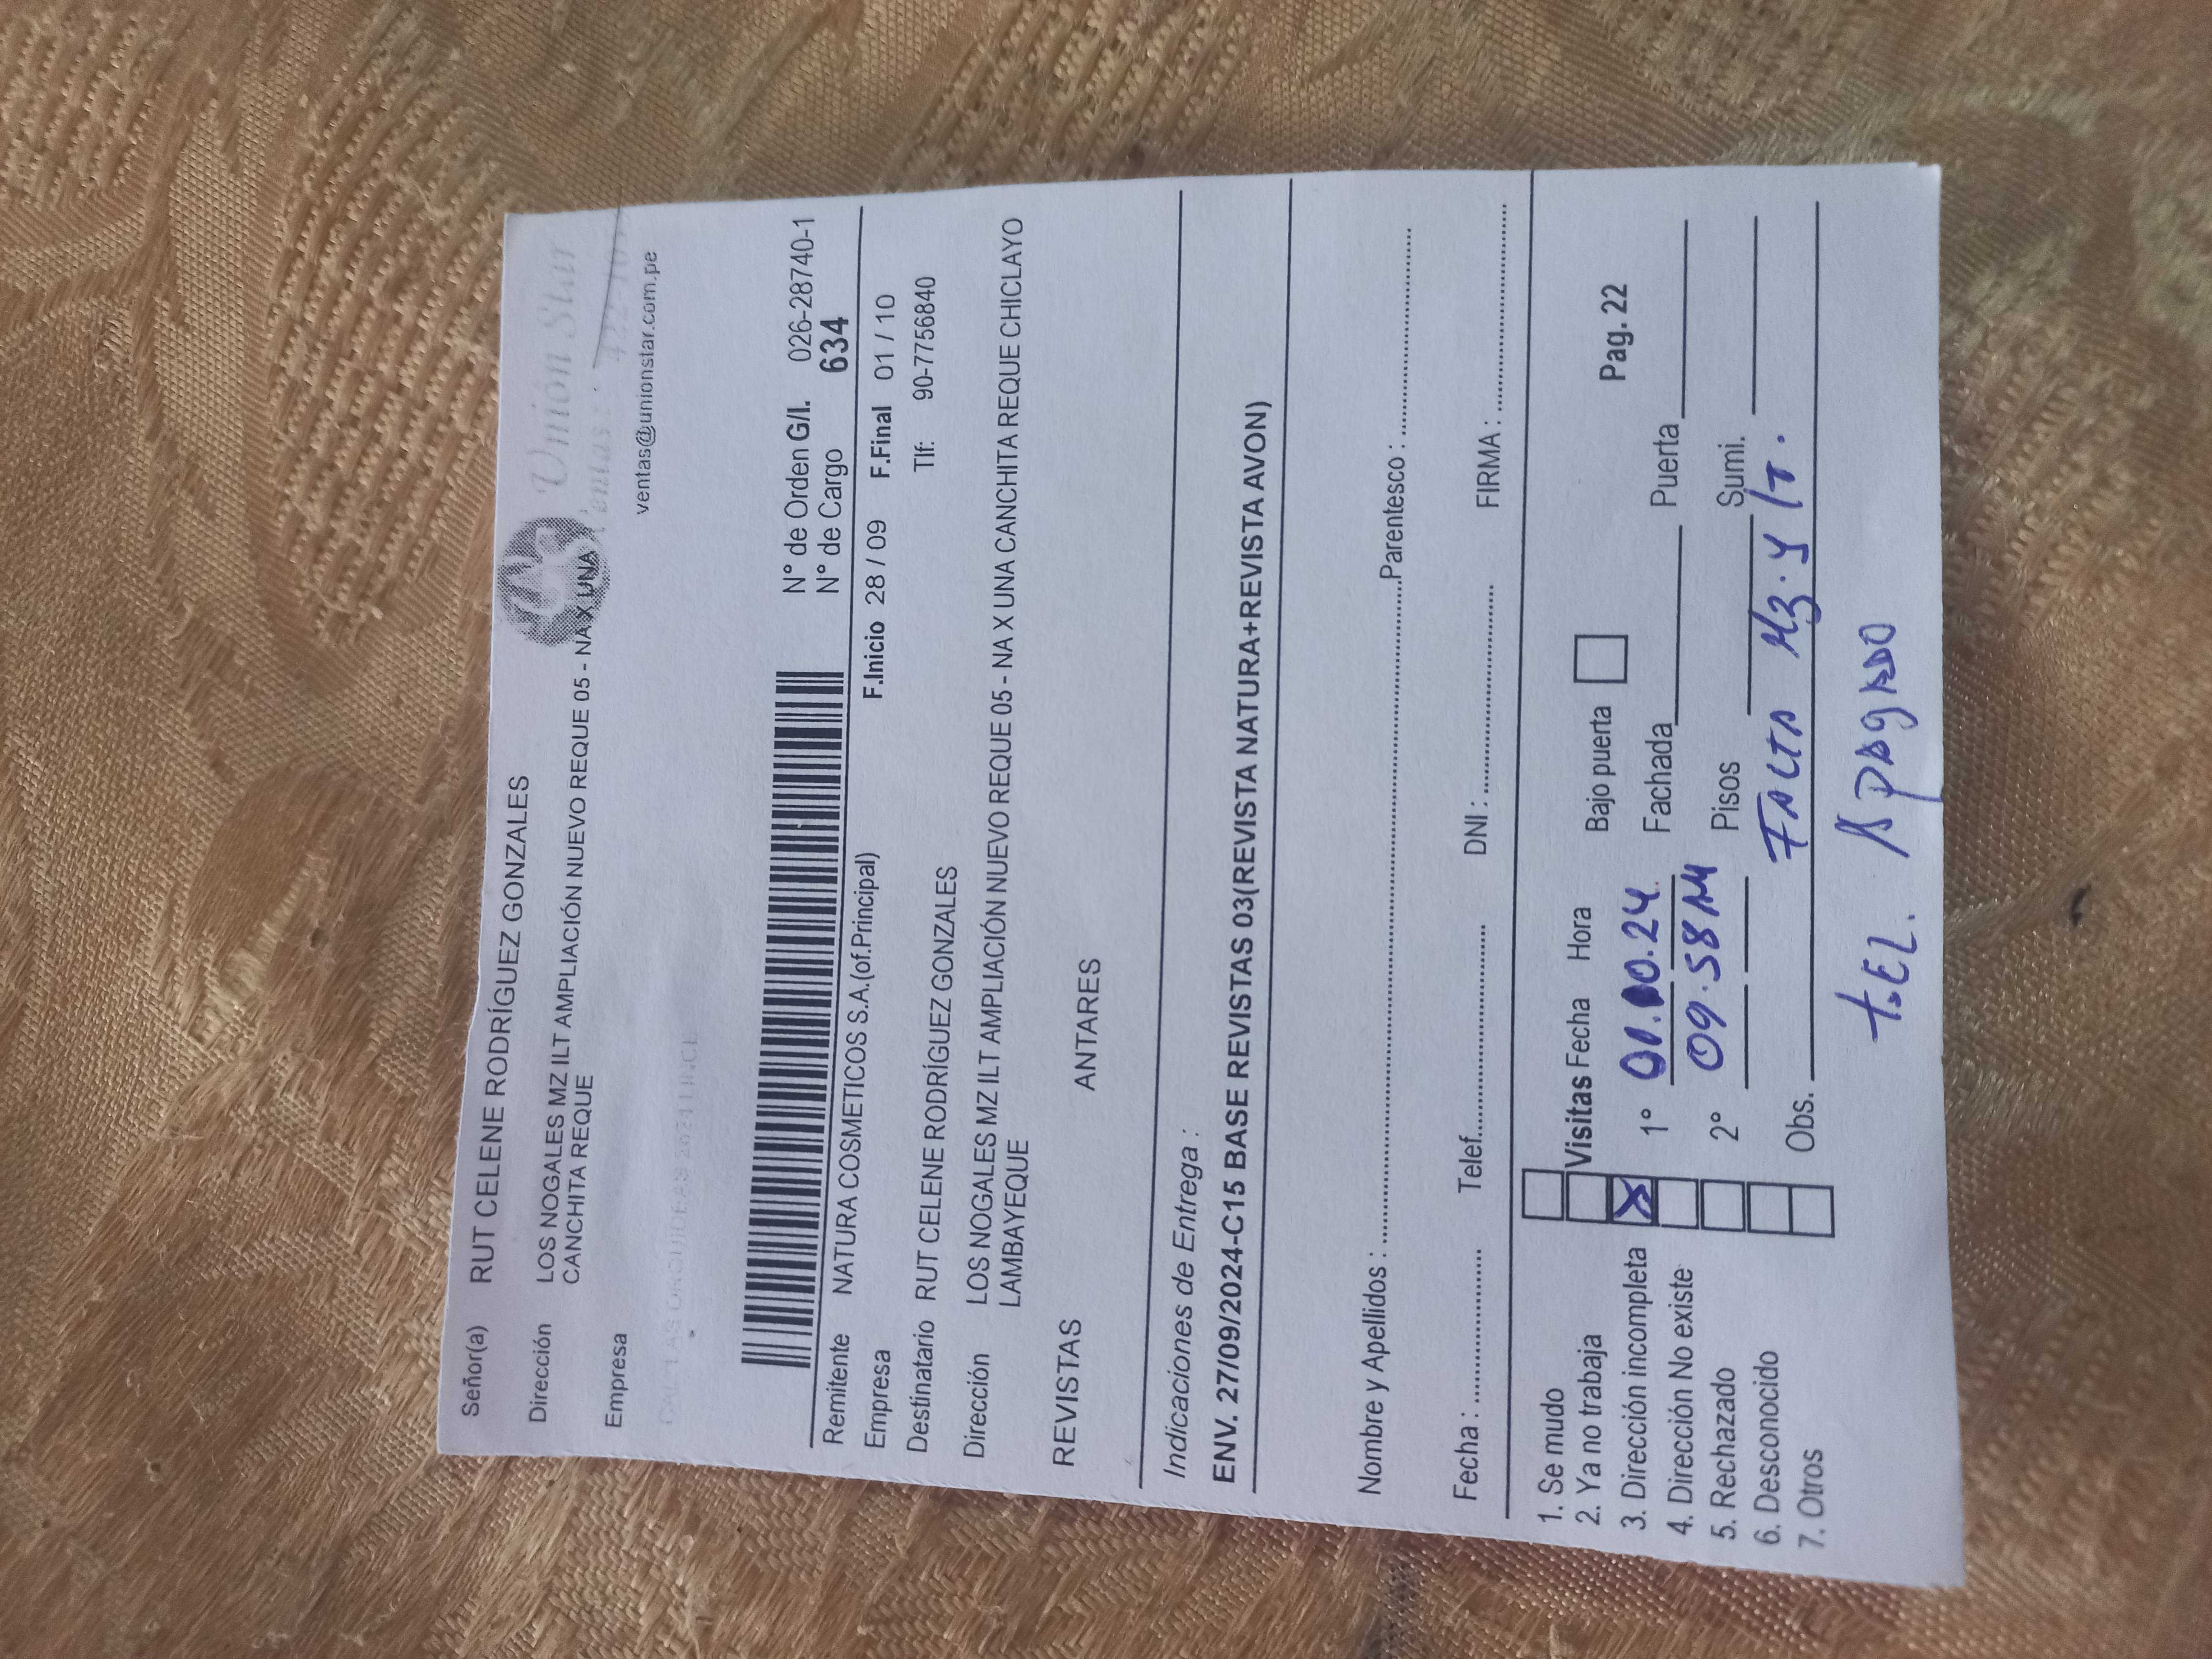 Señor(a) RUT CELENE RODRÍGUEZ GONZALES
Unión Star
Ventas:
Dirección LOS NOGALES MZ ILT AMPLIACIÓN NUEVO REQUE 05 - NA X UNA
CANCHITA REQUE
ventas@unionstar.com.pe
Empresa
N° de Orden G/I. 026-28740-1
N° de Cargo 634
Remitente NATURA COSMETICOS S.A.(of.Principal)
F.Inicio 28 / 09 F.Final 01 / 10
Empresa
Destinatario RUT CELENE RODRÍGUEZ GONZALES Tlf: 90-7756840
Dirección LOS NOGALES MZ ILT AMPLIACIÓN NUEVO REQUE 05 - NA X UNA CANCHITA REQUE CHICLAYO
LAMBAYEQUE
REVISTAS ANTARES
Indicaciones de Entrega :
ENV. 27/09/2024-C15 BASE REVISTAS 03(REVISTA NATURA+REVISTA AVON)
Nombre y Apellidos : Parentesco :
Fecha : Telef. DNI : FIRMA :
1. Se mudo
2. Ya no trabaja Visitas Fecha Hora Bajo puerta Pag. 22
3. Dirección incompleta X 1° 01.10.24 Fachada Puerta
4. Dirección No existe 09.58 AM
5. Rechazado 2° Pisos Sumi.
6. Desconocido FALTA Mz. y LT.
7. Otros Obs.
tEL. APAGADO